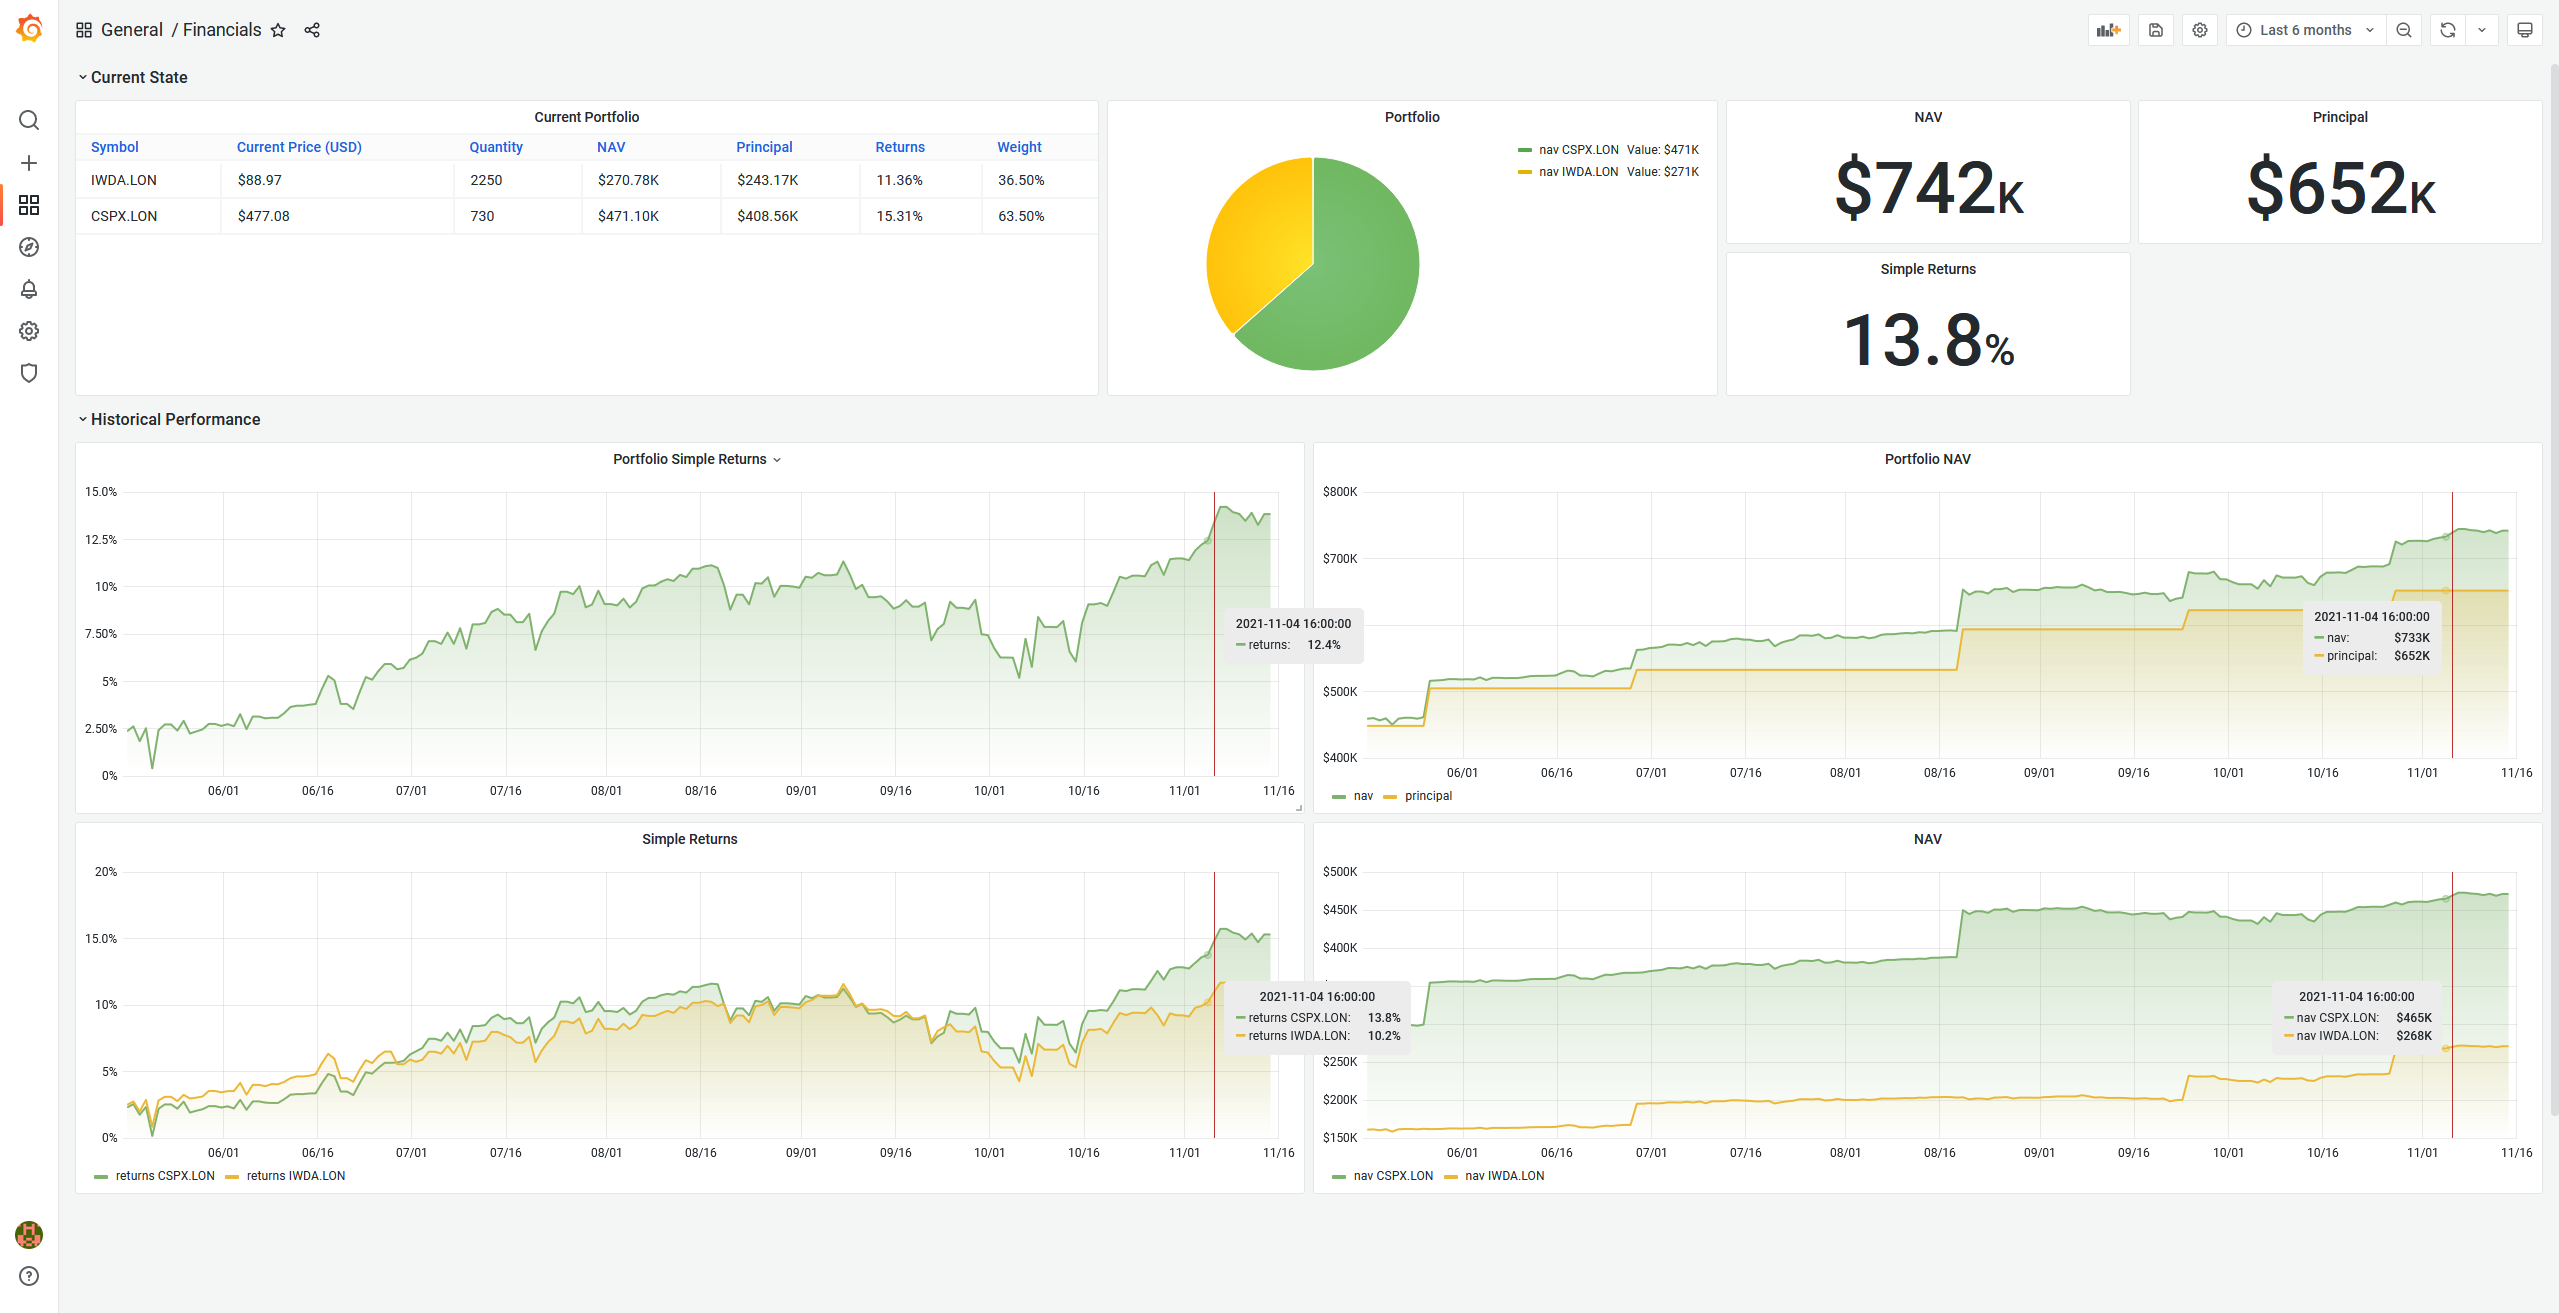 General / Financials
Last 6 months
Current State
Current Portfolio
Symbol Current Price (USD) Quantity NAV Principal Returns Weight
IWDA.LON $88.97 2250 $270.78K $243.17K 11.36% 36.50%
CSPX.LON $477.08 730 $471.10K $408.56K 15.31% 63.50%
Portfolio
nav CSPX.LON Value: $471K
nav IWDA.LON Value: $271K
NAV
$742K
Principal
$652K
Simple Returns
13.8%
Historical Performance
Portfolio Simple Returns
15.0%
12.5%
10%
7.50%
5%
2.50%
0%
06/01 06/16 07/01 07/16 08/01 08/16 09/01 09/16 10/01 10/16 11/01 11/16
2021-11-04 16:00:00
returns: 12.4%
Portfolio NAV
$800K
$700K
$500K
$400K
06/01 06/16 07/01 07/16 08/01 08/16 09/01 09/16 10/01 10/16 11/01 11/16
nav principal
2021-11-04 16:00:00
nav: $733K
principal: $652K
Simple Returns
20%
15.0%
10%
5%
0%
06/01 06/16 07/01 07/16 08/01 08/16 09/01 09/16 10/01 10/16 11/01 11/16
returns CSPX.LON returns IWDA.LON
2021-11-04 16:00:00
returns CSPX.LON: 13.8%
returns IWDA.LON: 10.2%
NAV
$500K
$450K
$400K
$250K
$200K
$150K
06/01 06/16 07/01 07/16 08/01 08/16 09/01 09/16 10/01 10/16 11/01 11/16
nav CSPX.LON nav IWDA.LON
2021-11-04 16:00:00
nav CSPX.LON: $465K
nav IWDA.LON: $268K